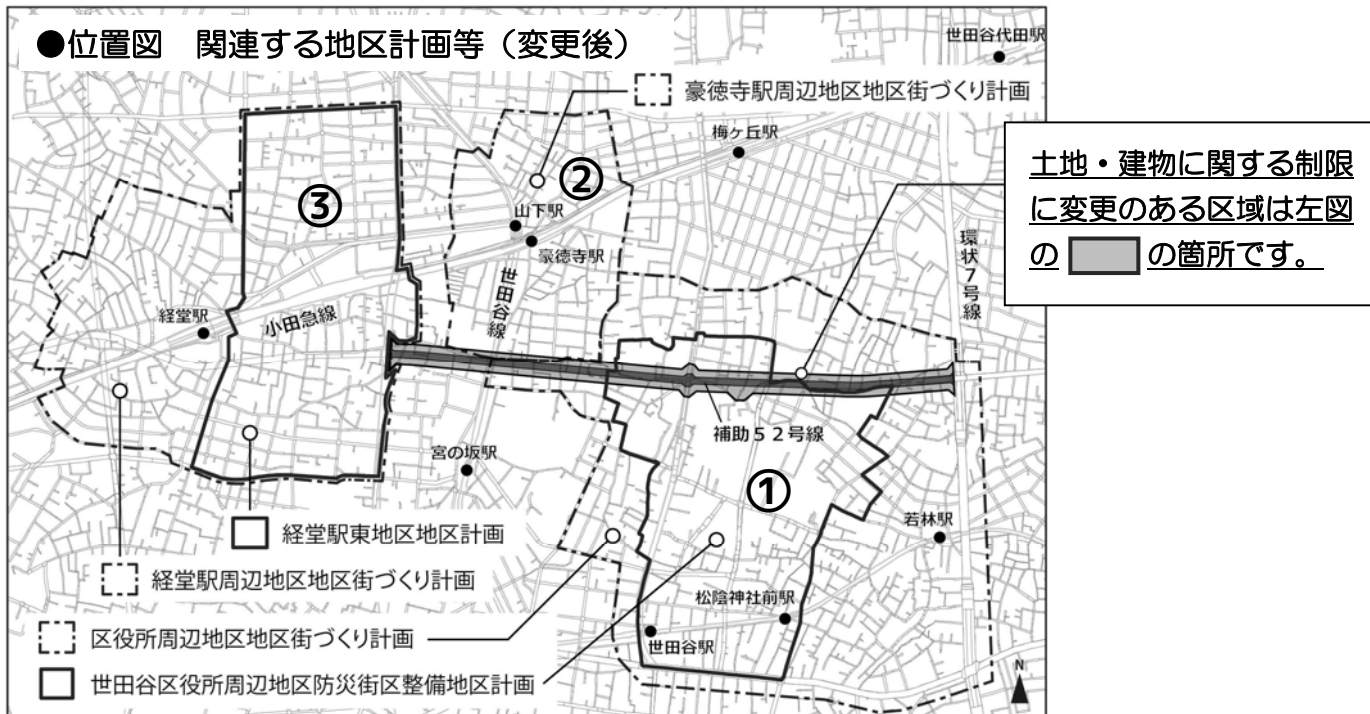 ●位置図　関連する地区計画等（変更後）
世田谷代田駅
豪徳寺駅周辺地区地区街づくり計画
梅ヶ丘駅
土地・建物に関する制限
に変更のある区域は左図
の の箇所です。
③
②
山下駅
豪徳寺駅
環状７号線
世田谷線
経堂駅
小田急線
補助５２号線
宮の坂駅
①
若林駅
経堂駅東地区地区計画
経堂駅周辺地区地区街づくり計画
松陰神社前駅
区役所周辺地区地区街づくり計画
世田谷駅
世田谷区役所周辺地区防災街区整備地区計画
N